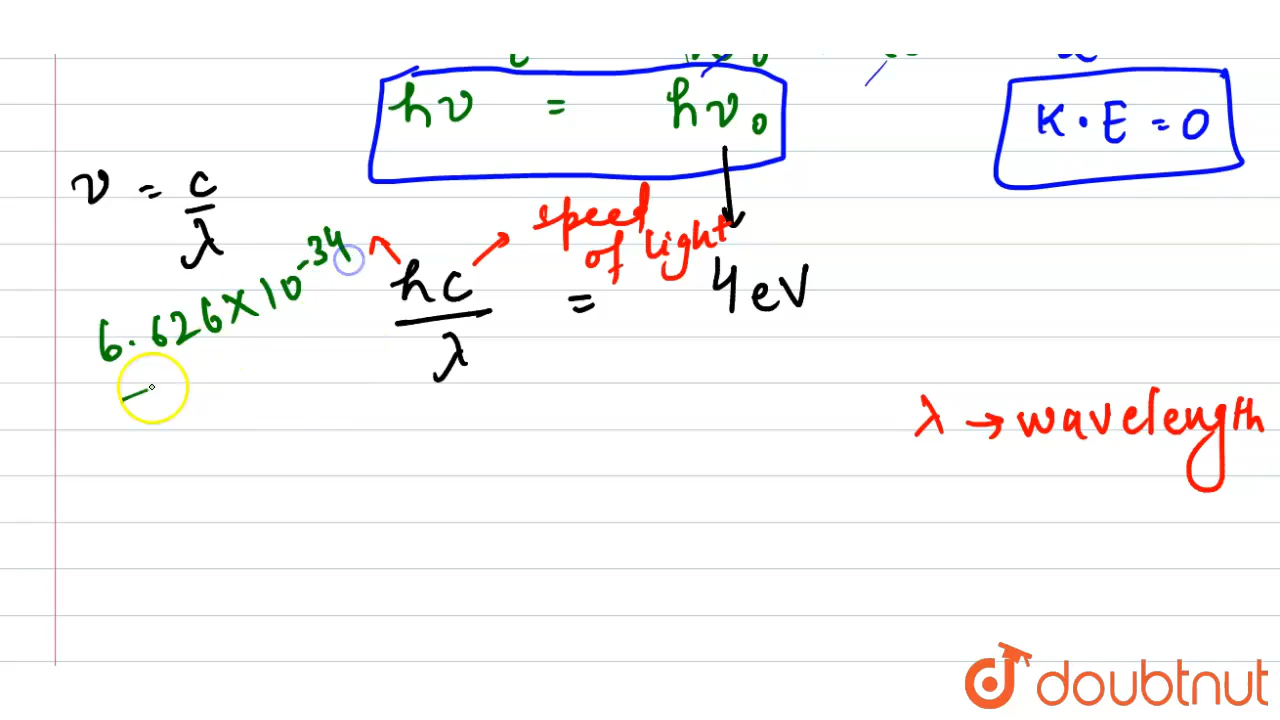 hν = hν₀
K.E = 0
ν = c/λ
speed of light
6.626×10⁻³⁴
hc/λ = 4eV
λ → wavelength
doubtnut